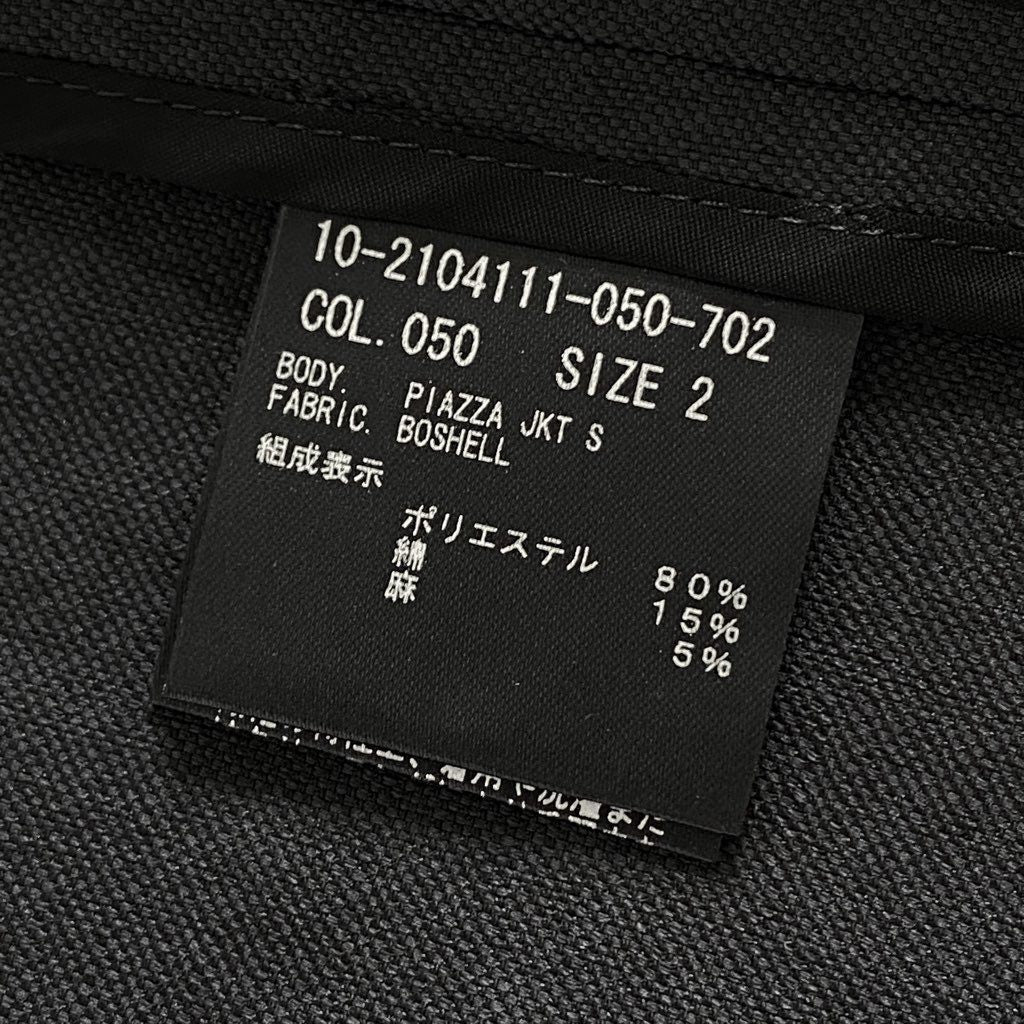 10-2104111-050-702
COL. 050 SIZE 2
BODY. PIAZZA JKT S
FABRIC. BOSHELL
組成表示
ポリエステル 80%
綿 15%
麻 5%